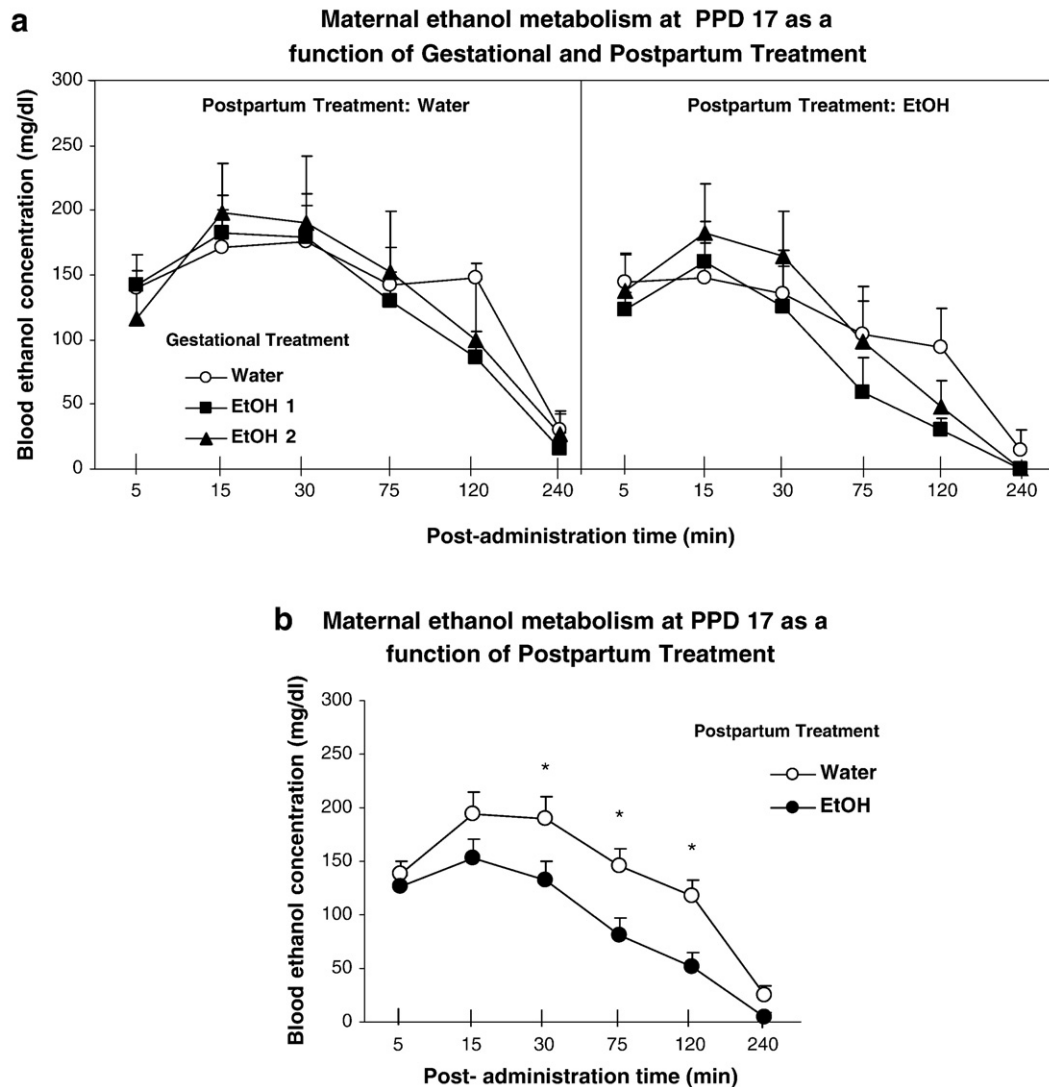 a
Maternal ethanol metabolism at PPD 17 as a
function of Gestational and Postpartum Treatment
Blood ethanol concentration (mg/dl)
300
250
200
150
100
50
0
Postpartum Treatment: Water
Postpartum Treatment: EtOH
Gestational Treatment
Water
EtOH 1
EtOH 2
5 15 30 75 120 240 5 15 30 75 120 240
Post-administration time (min)
b
Maternal ethanol metabolism at PPD 17 as a
function of Postpartum Treatment
Blood ethanol concentration (mg/dl)
300
250
200
150
100
50
0
Postpartum Treatment
Water
EtOH
* * *
5 15 30 75 120 240
Post- administration time (min)